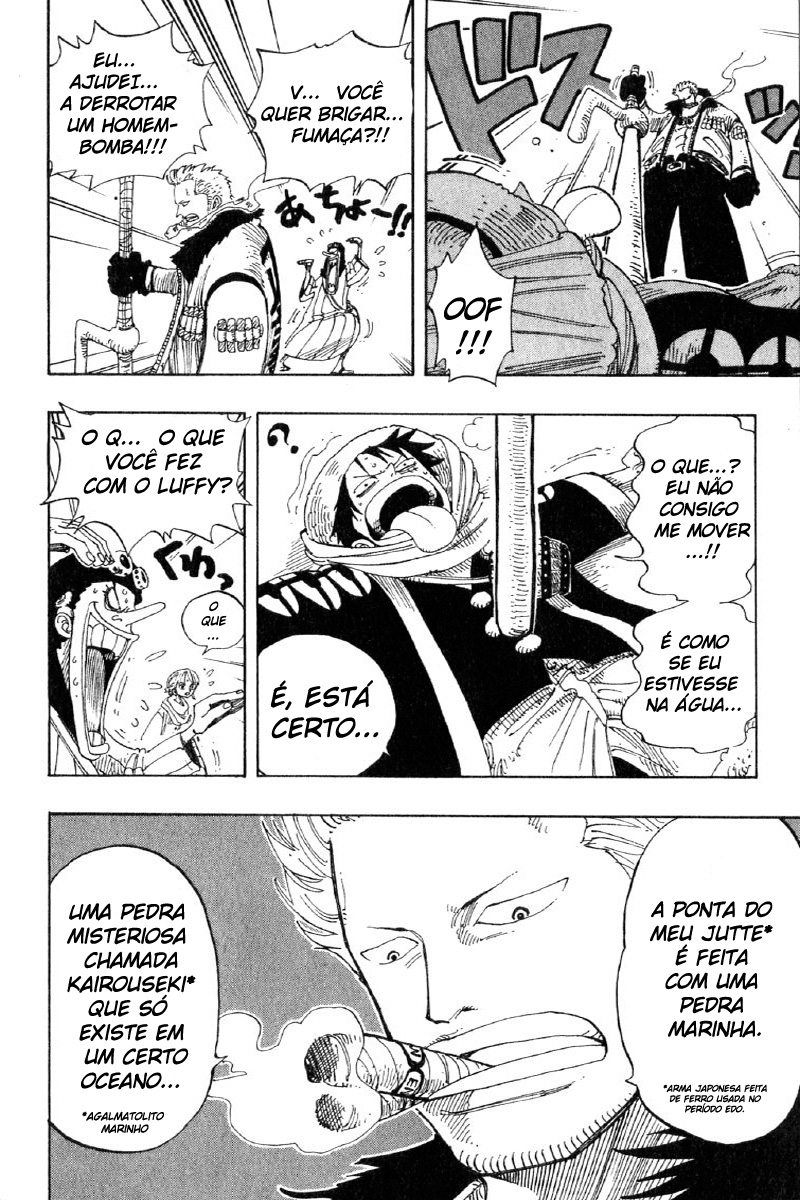 ドドス
ドッ
OOF
!!!
V... VOCÊ
QUER BRIGAR...
FUMAÇA?!!
EU...
AJUDEI...
A DERROTAR
UM HOMEM-
BOMBA!!!
あちょー!!
O QUE...?
EU NÃO
CONSIGO
ME MOVER
...!!
É COMO
SE EU
ESTIVESSE
NA ÁGUA...
?
É, ESTÁ
CERTO...
O Q... O QUE
VOCÊ FEZ
COM O LUFFY?
くわっ
O
QUE
...
A PONTA DO
MEU JUTTE*
É FEITA
COM UMA
PEDRA
MARINHA.
*ARMA JAPONESA FEITA
DE FERRO USADA NO
PERÍODO EDO.
UMA PEDRA
MISTERIOSA
CHAMADA
KAIROUSEKI*
QUE SÓ
EXISTE EM
UM CERTO
OCEANO...
*AGALMATOLITO
MARINHO